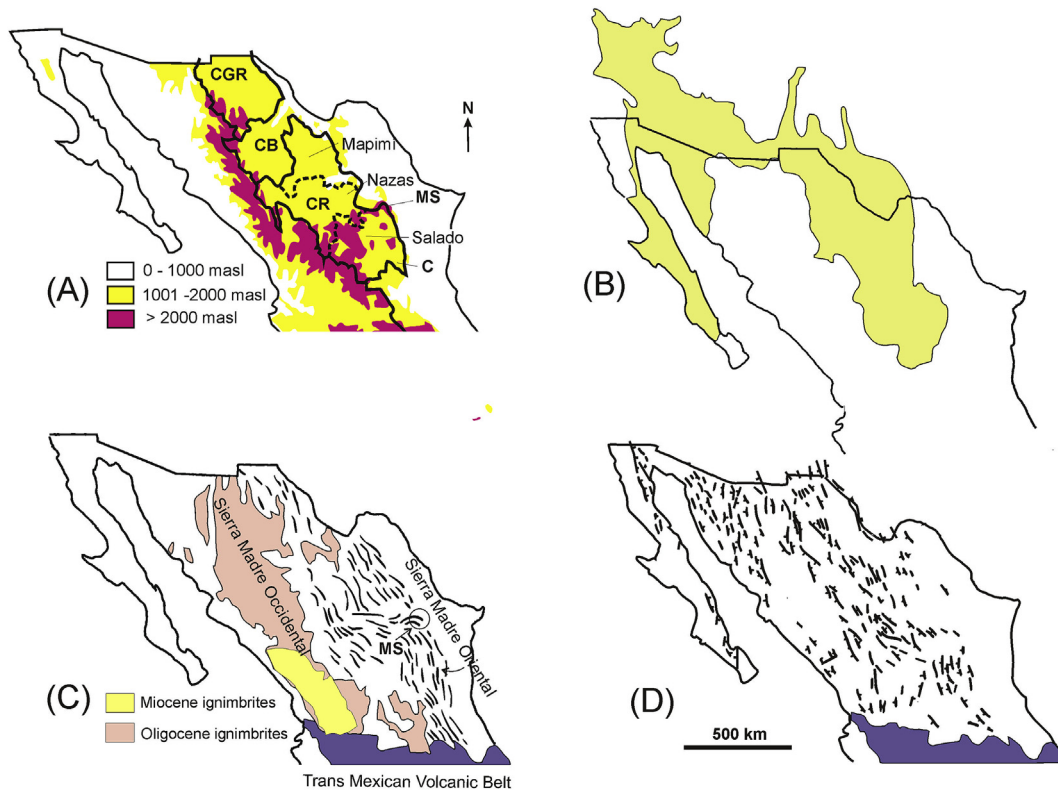 CGR
N
CB
Mapimí
Nazas
CR
MS
Salado
C
(A)
0 - 1000 masl
1001 -2000 masl
> 2000 masl
(B)
Sierra Madre Occidental
Sierra Madre Oriental
MS
(C)
Miocene ignimbrites
Oligocene ignimbrites
Trans Mexican Volcanic Belt
(D)
500 km